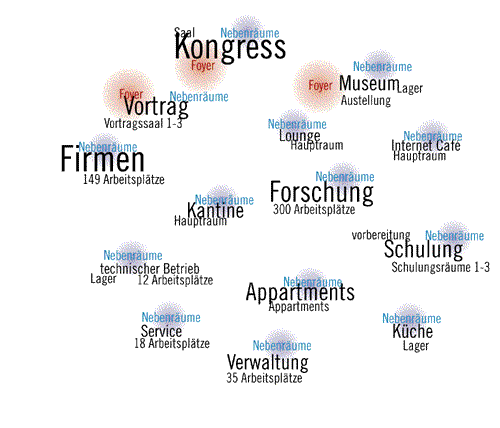 Saal
Nebenräume
Kongress
Foyer
Nebenräume
Foyer
Museum
Lager
Austellung
Foyer
Nebenräume
Vortrag
Vortragssaal 1-3
Nebenräume
Lounge
Hauptraum
Nebenräume
Internet Café
Hauptraum
Nebenräume
Firmen
149 Arbeitsplätze
Nebenräume
Forschung
300 Arbeitsplätze
Nebenräume
Kantine
Hauptraum
vorbereitung
Nebenräume
Schulung
Schulungsräume 1-3
Nebenräume
technischer Betrieb
Lager
12 Arbeitsplätze
Nebenräume
Appartments
Appartments
Nebenräume
Service
18 Arbeitsplätze
Nebenräume
Küche
Lager
Nebenräume
Verwaltung
35 Arbeitsplätze